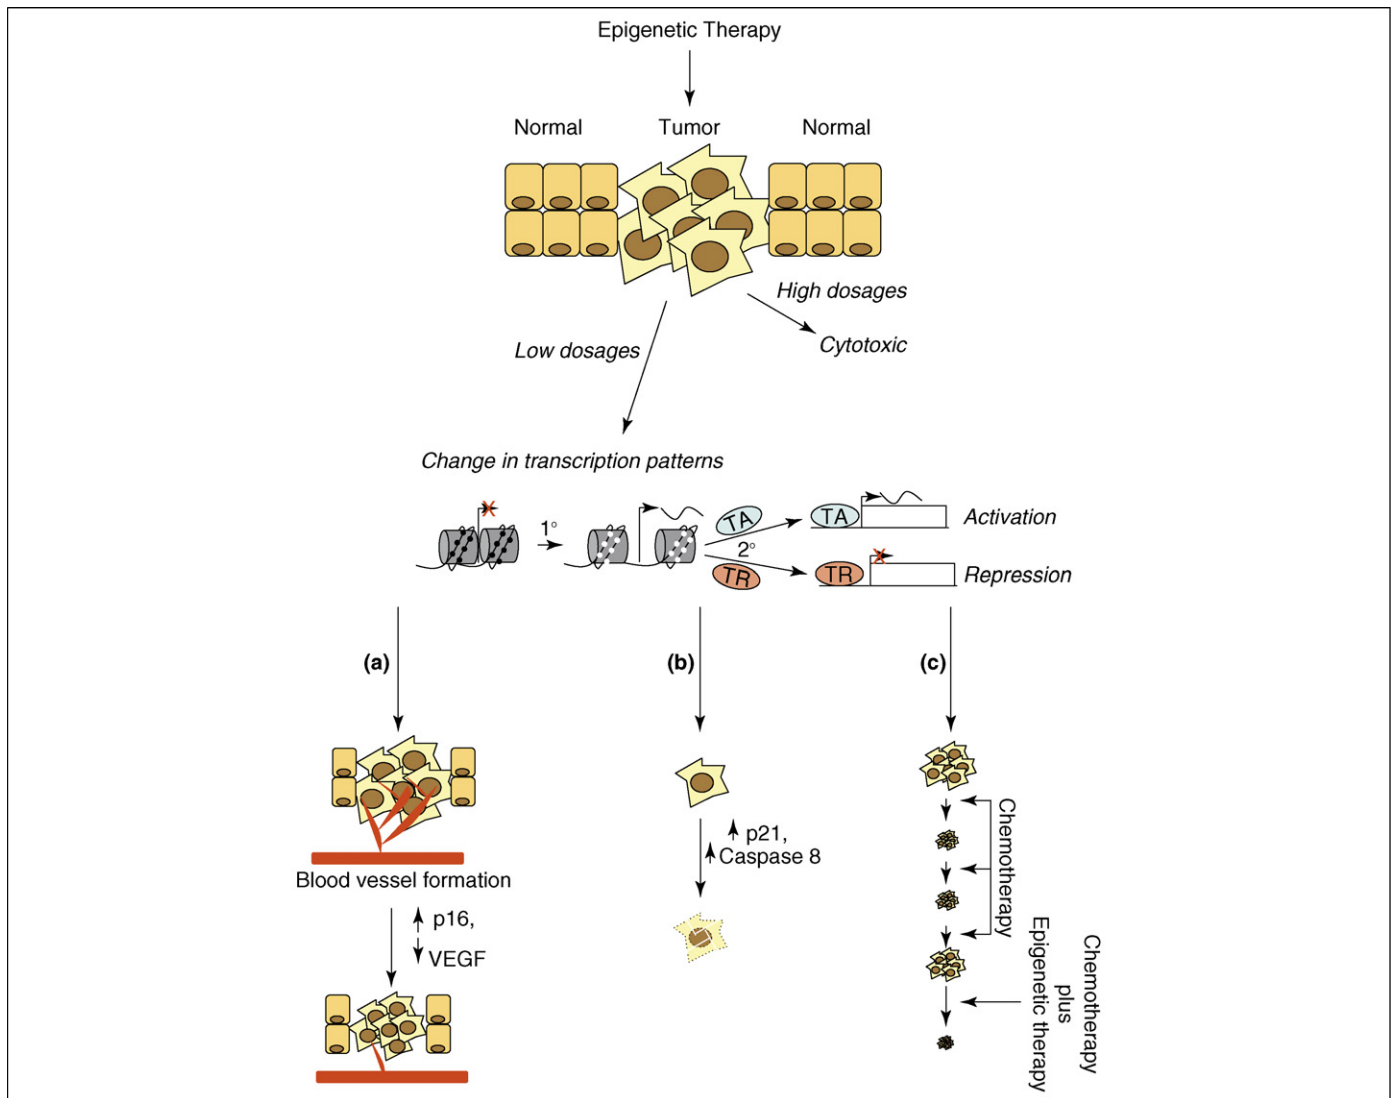 Epigenetic Therapy
Normal
Tumor
Normal
High dosages
Low dosages
Cytotoxic
Change in transcription patterns
1°
TA
2°
TR
TA
Activation
TR
Repression
(a)
(b)
(c)
Blood vessel formation
p16,
VEGF
p21,
Caspase 8
Chemotherapy
Chemotherapy
plus
Epigenetic therapy